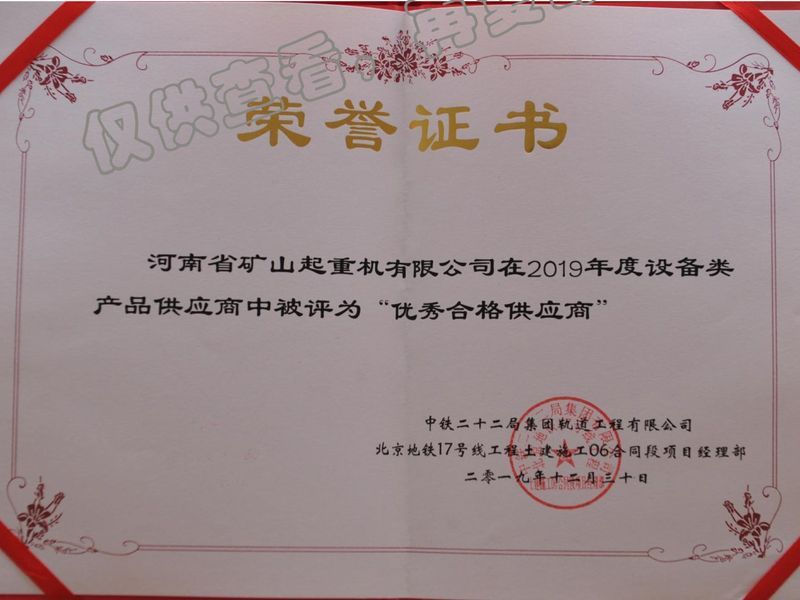 仅供查看，再复
荣誉证书
河南省矿山起重机有限公司在2019年度设备类
产品供应商中被评为“优秀合格供应商”
中铁二十二局集团轨道工程有限公司
北京地铁17号线工程土建施工06合同段项目经理部
二零一九年十二月三十日